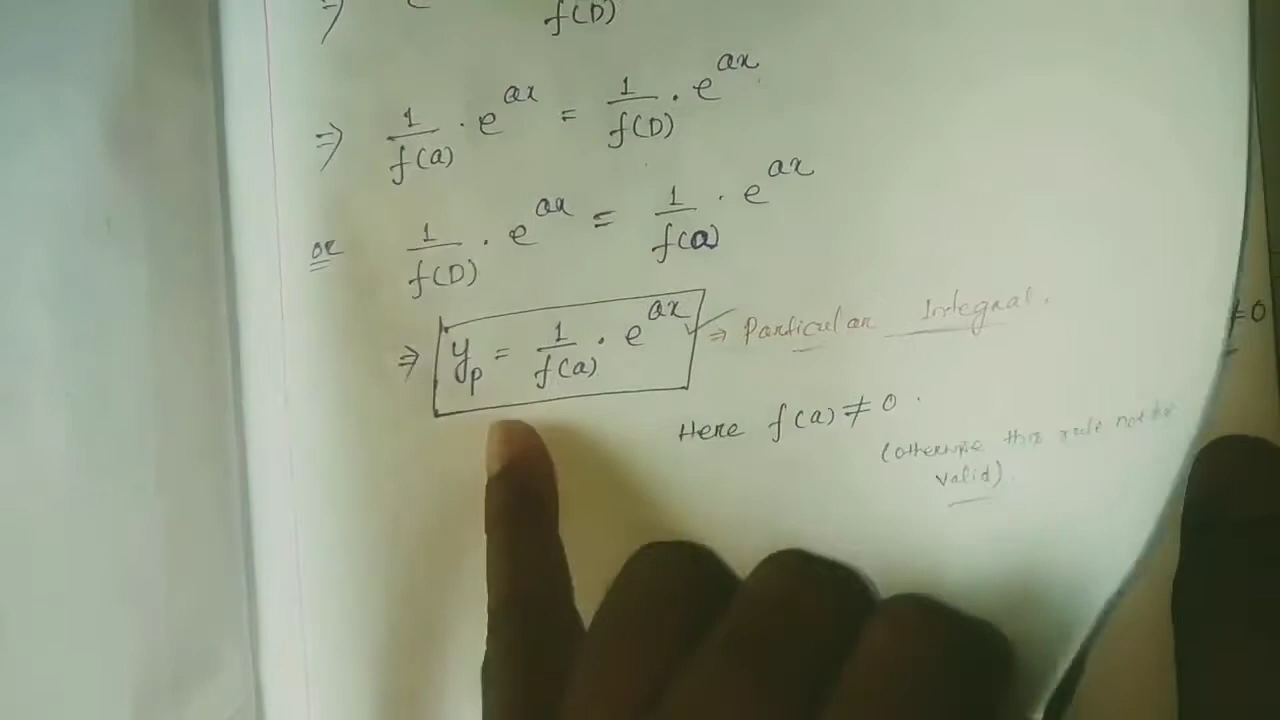 ⇒ e f(D)
⇒ 1/f(a) · e^ax = 1/f(D) · e^ax
or 1/f(D) · e^ax = 1/f(a) · e^ax
⇒ y_p = 1/f(a) · e^ax ⇒ Particular Integral.
≠0
Here f(a) ≠ 0.
(otherwise this rule not be
valid)